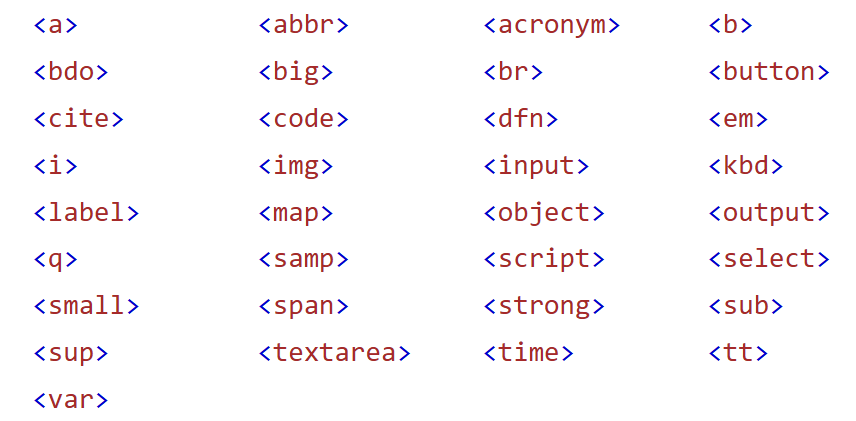 <a> <abbr> <acronym> <b>
<bdo> <big> <br> <button>
<cite> <code> <dfn> <em>
<i> <img> <input> <kbd>
<label> <map> <object> <output>
<q> <samp> <script> <select>
<small> <span> <strong> <sub>
<sup> <textarea> <time> <tt>
<var>